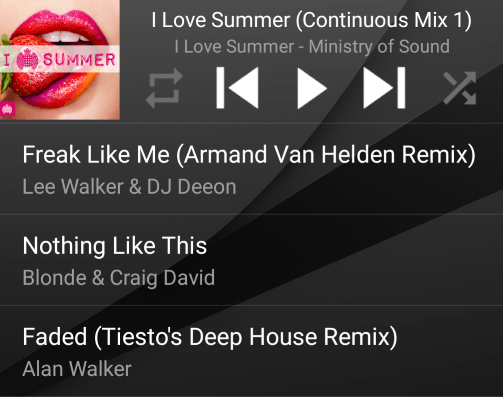 I Love Summer (Continuous Mix 1)
I Love Summer - Ministry of Sound
I SUMMER
Freak Like Me (Armand Van Helden Remix)
Lee Walker & DJ Deeon
Nothing Like This
Blonde & Craig David
Faded (Tiesto's Deep House Remix)
Alan Walker